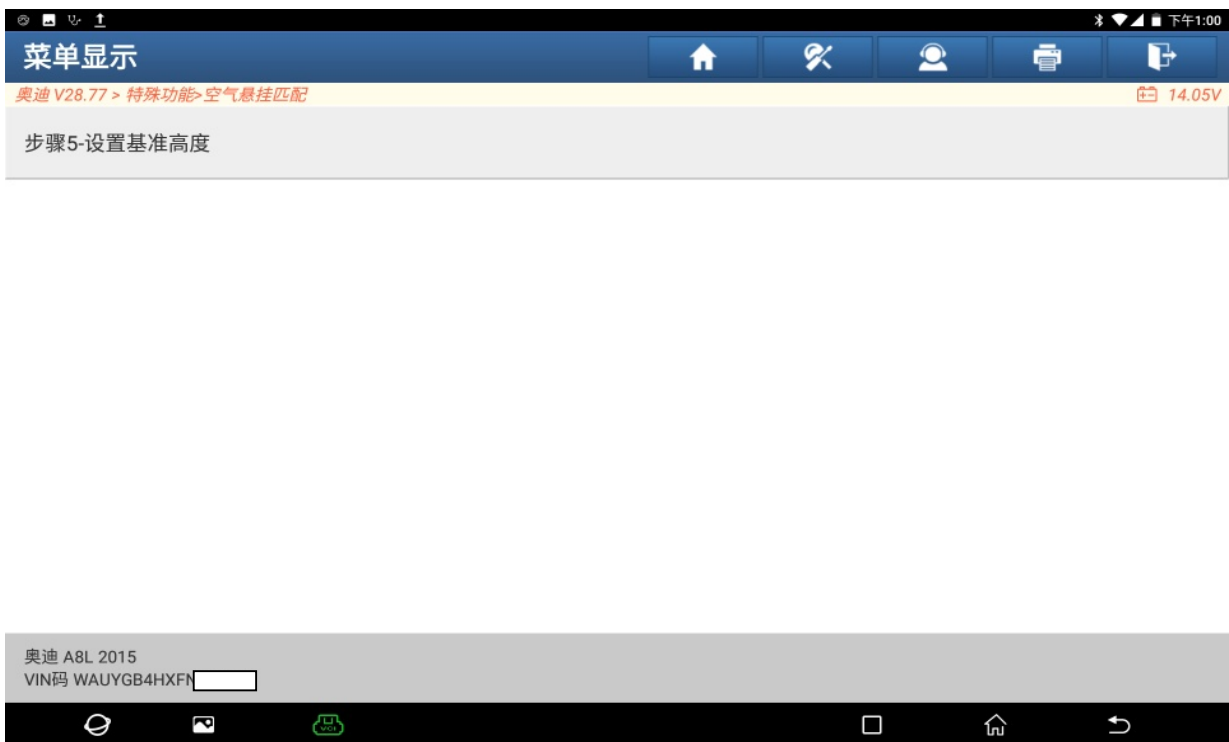 下午1:00
菜单显示
奥迪 V28.77 > 特殊功能>空气悬挂匹配
14.05V
步骤5-设置基准高度
奥迪 A8L 2015
VIN码 WAUYGB4HXFN
VCI